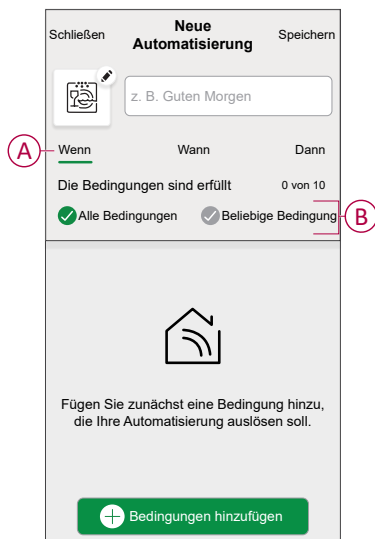 Schließen
Neue
Automatisierung
Speichern
z. B. Guten Morgen
A
Wenn
Wann
Dann
Die Bedingungen sind erfüllt
0 von 10
Alle Bedingungen
Beliebige Bedingung
B
Fügen Sie zunächst eine Bedingung hinzu,
die Ihre Automatisierung auslösen soll.
Bedingungen hinzufügen